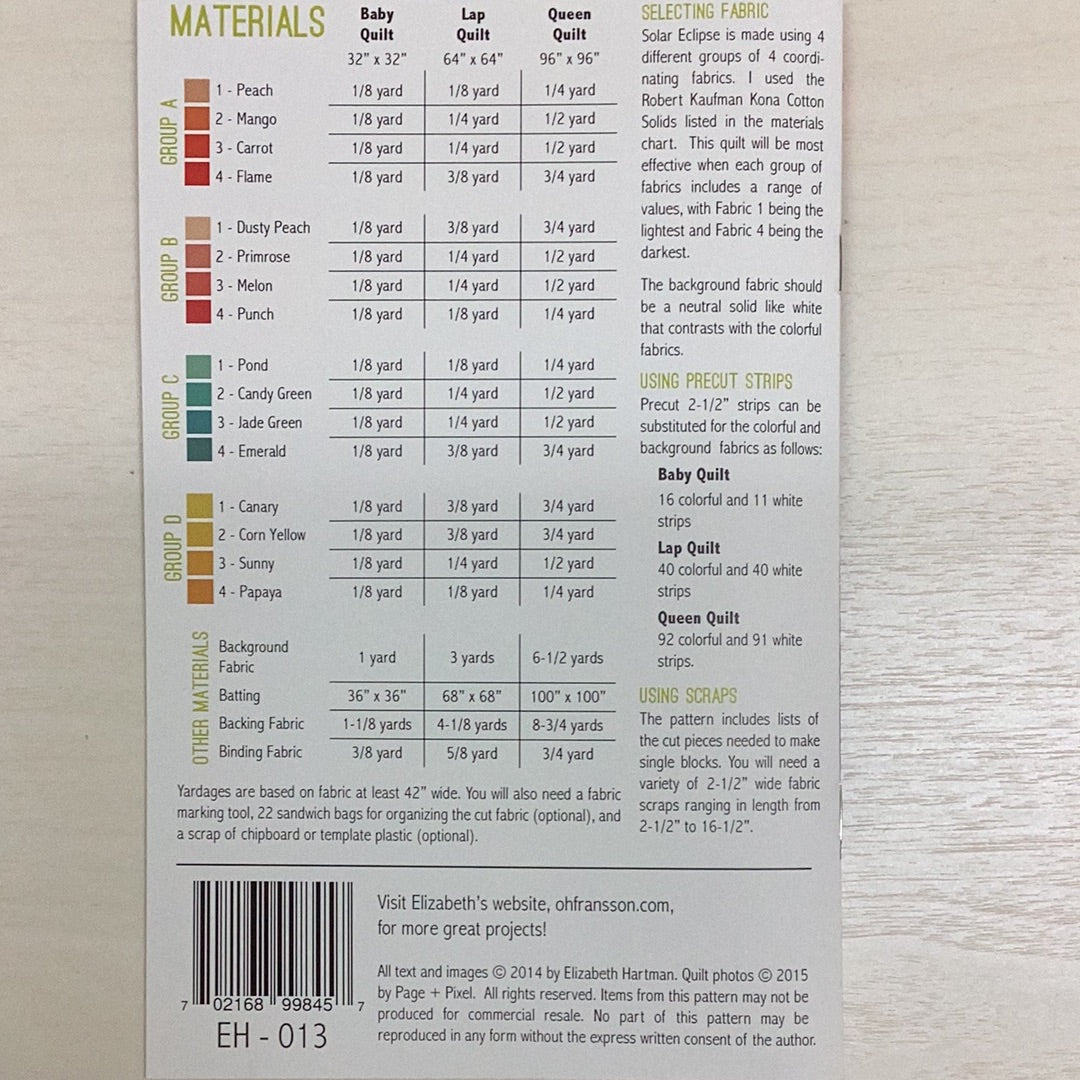 MATERIALS
Baby Quilt Lap Quilt Queen Quilt
32" x 32" 64" x 64" 96" x 96"
GROUP A
1 - Peach 1/8 yard 1/8 yard 1/4 yard
2 - Mango 1/8 yard 1/4 yard 1/2 yard
3 - Carrot 1/8 yard 1/4 yard 1/2 yard
4 - Flame 1/8 yard 3/8 yard 3/4 yard
GROUP B
1 - Dusty Peach 1/8 yard 3/8 yard 3/4 yard
2 - Primrose 1/8 yard 1/4 yard 1/2 yard
3 - Melon 1/8 yard 1/4 yard 1/2 yard
4 - Punch 1/8 yard 1/8 yard 1/4 yard
GROUP C
1 - Pond 1/8 yard 1/8 yard 1/4 yard
2 - Candy Green 1/8 yard 1/4 yard 1/2 yard
3 - Jade Green 1/8 yard 1/4 yard 1/2 yard
4 - Emerald 1/8 yard 3/8 yard 3/4 yard
GROUP D
1 - Canary 1/8 yard 3/8 yard 3/4 yard
2 - Corn Yellow 1/8 yard 3/8 yard 3/4 yard
3 - Sunny 1/8 yard 1/4 yard 1/2 yard
4 - Papaya 1/8 yard 1/8 yard 1/4 yard
OTHER MATERIALS
Background Fabric 1 yard 3 yards 6-1/2 yards
Batting 36" x 36" 68" x 68" 100" x 100"
Backing Fabric 1-1/8 yards 4-1/8 yards 8-3/4 yards
Binding Fabric 3/8 yard 5/8 yard 3/4 yard
Yardages are based on fabric at least 42" wide. You will also need a fabric
marking tool, 22 sandwich bags for organizing the cut fabric (optional), and
a scrap of chipboard or template plastic (optional).
SELECTING FABRIC
Solar Eclipse is made using 4
different groups of 4 coordi-
nating fabrics. I used the
Robert Kaufman Kona Cotton
Solids listed in the materials
chart. This quilt will be most
effective when each group of
fabrics includes a range of
values, with Fabric 1 being the
lightest and Fabric 4 being the
darkest.
The background fabric should
be a neutral solid like white
that contrasts with the colorful
fabrics.
USING PRECUT STRIPS
Precut 2-1/2" strips can be
substituted for the colorful and
background fabrics as follows:
Baby Quilt
16 colorful and 11 white
strips
Lap Quilt
40 colorful and 40 white
strips
Queen Quilt
92 colorful and 91 white
strips.
USING SCRAPS
The pattern includes lists of
the cut pieces needed to make
single blocks. You will need a
variety of 2-1/2" wide fabric
scraps ranging in length from
2-1/2" to 16-1/2".
7 02168 99845 7
EH - 013
Visit Elizabeth's website, ohfransson.com,
for more great projects!
All text and images © 2014 by Elizabeth Hartman. Quilt photos © 2015
by Page + Pixel. All rights reserved. Items from this pattern may not be
produced for commercial resale. No part of this pattern may be
reproduced in any form without the express written consent of the author.